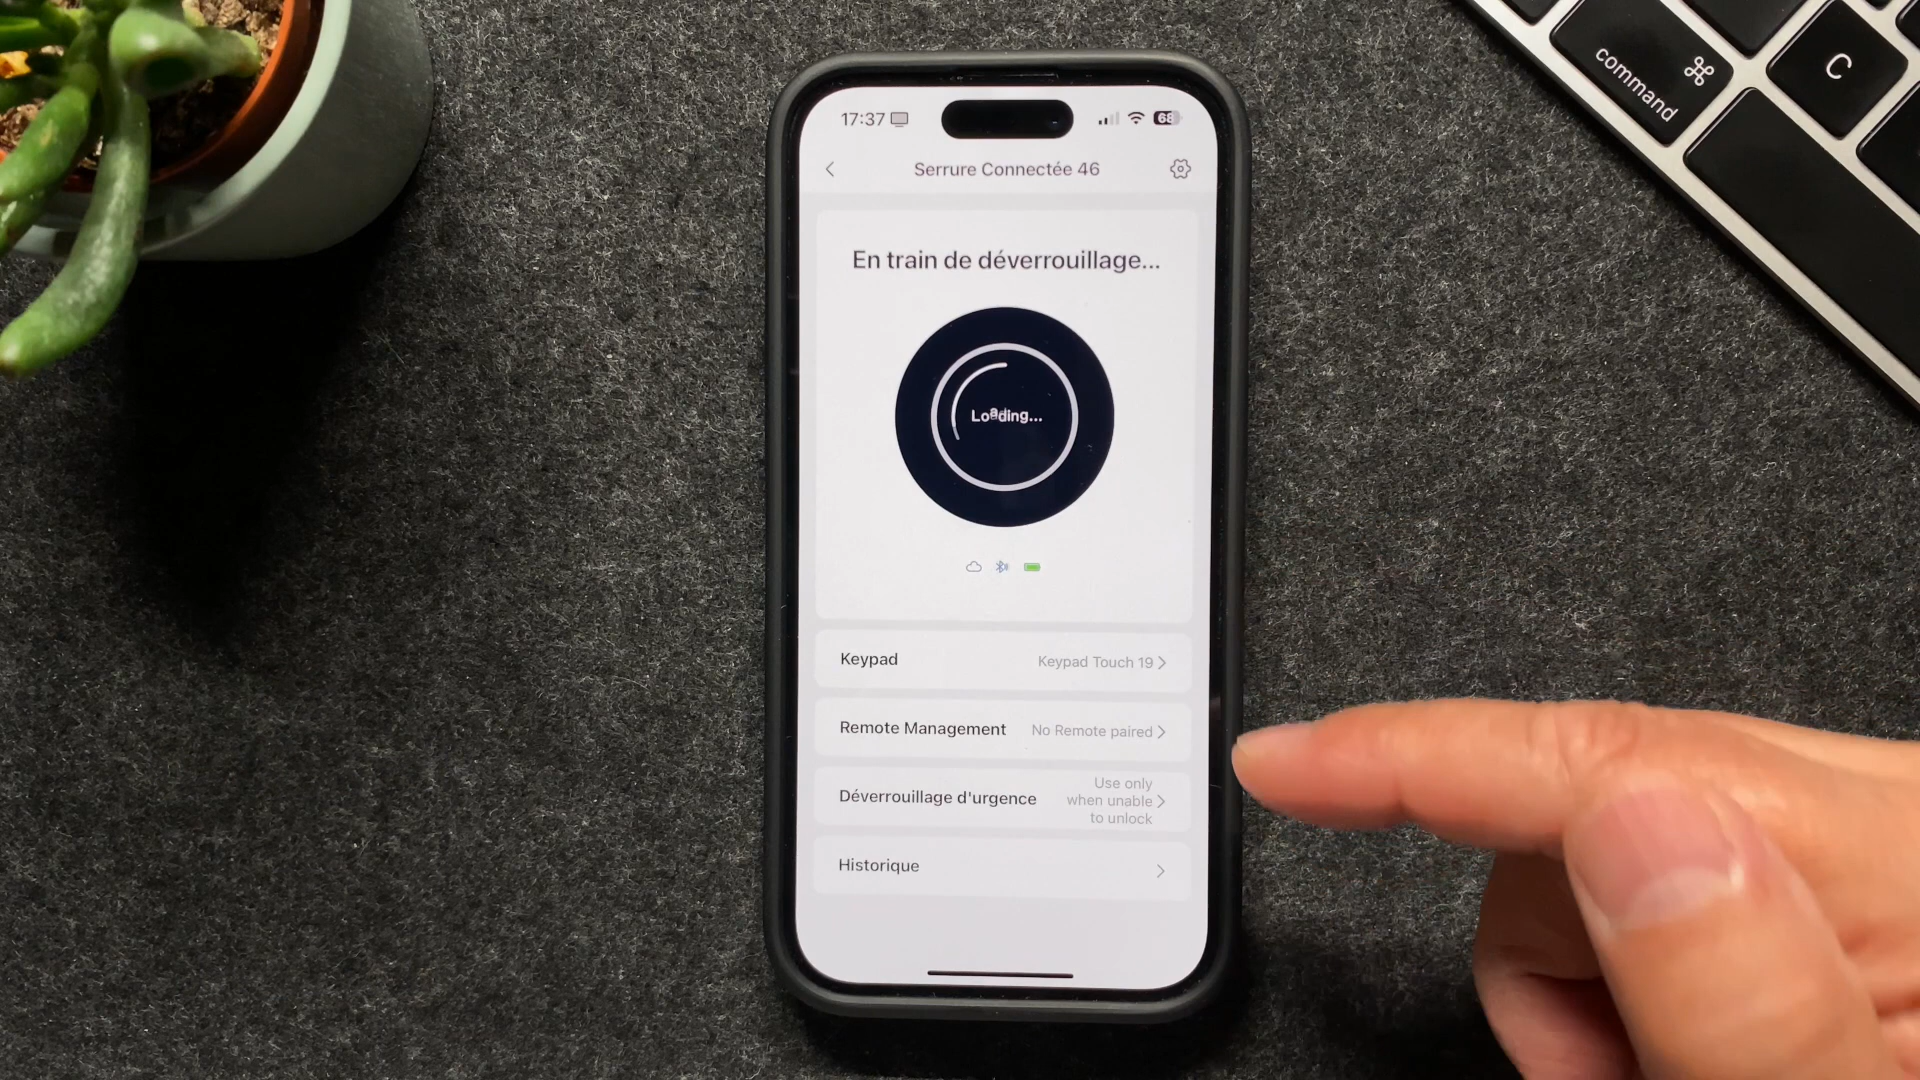 17:37
68
Serrure Connectée 46
En train de déverrouillage...
Loading...
Keypad
Keypad Touch 19
Remote Management
No Remote paired
Déverrouillage d'urgence
Use only
when unable
to unlock
Historique
command
C